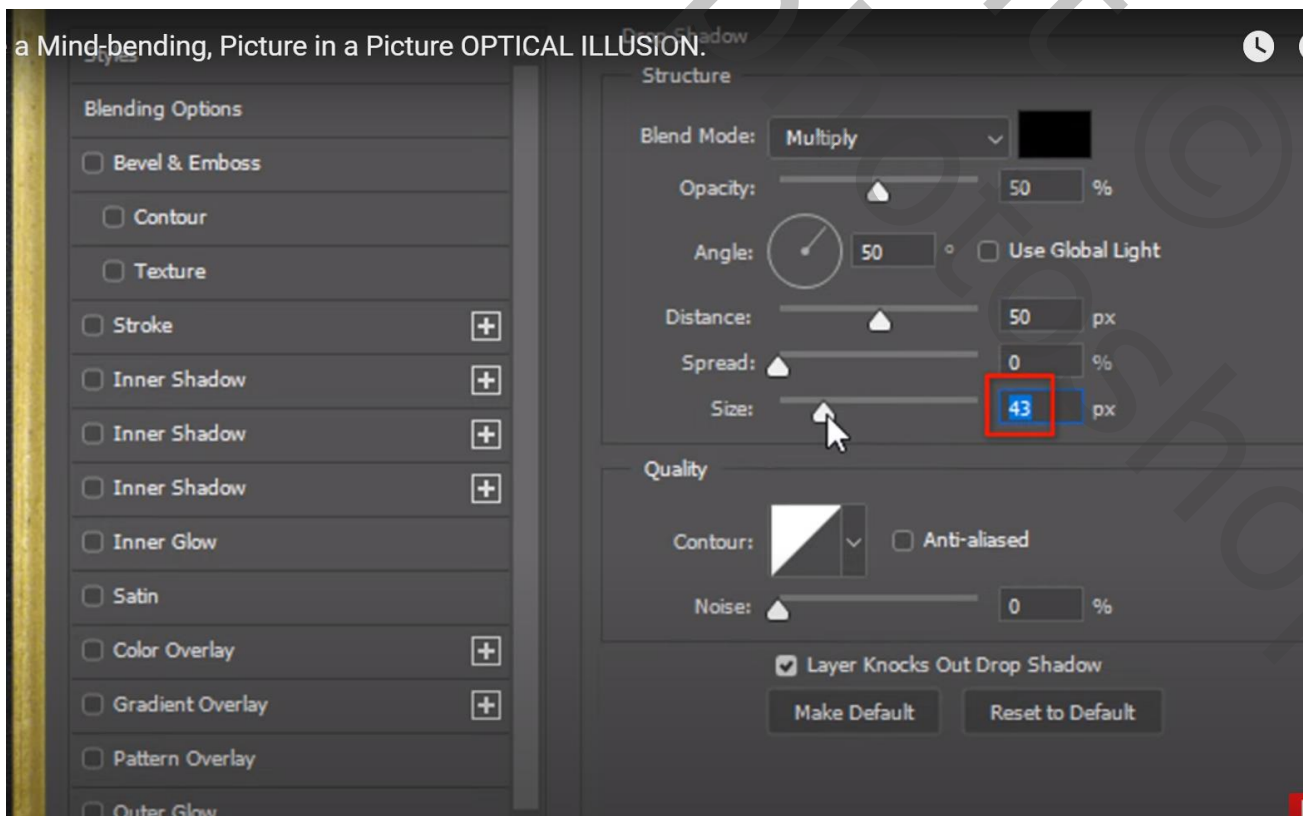 a Mind-bending, Picture in a Picture OPTICAL ILLUSION.
Styles
Blending Options
Bevel & Emboss
Contour
Texture
Stroke
Inner Shadow
Inner Shadow
Inner Shadow
Inner Glow
Satin
Color Overlay
Gradient Overlay
Pattern Overlay
Outer Glow
Drop Shadow
Structure
Blend Mode: Multiply
Opacity: 50 %
Angle: 50 ° Use Global Light
Distance: 50 px
Spread: 0 %
Size: 43 px
Quality
Contour: Anti-aliased
Noise: 0 %
Layer Knocks Out Drop Shadow
Make Default Reset to Default